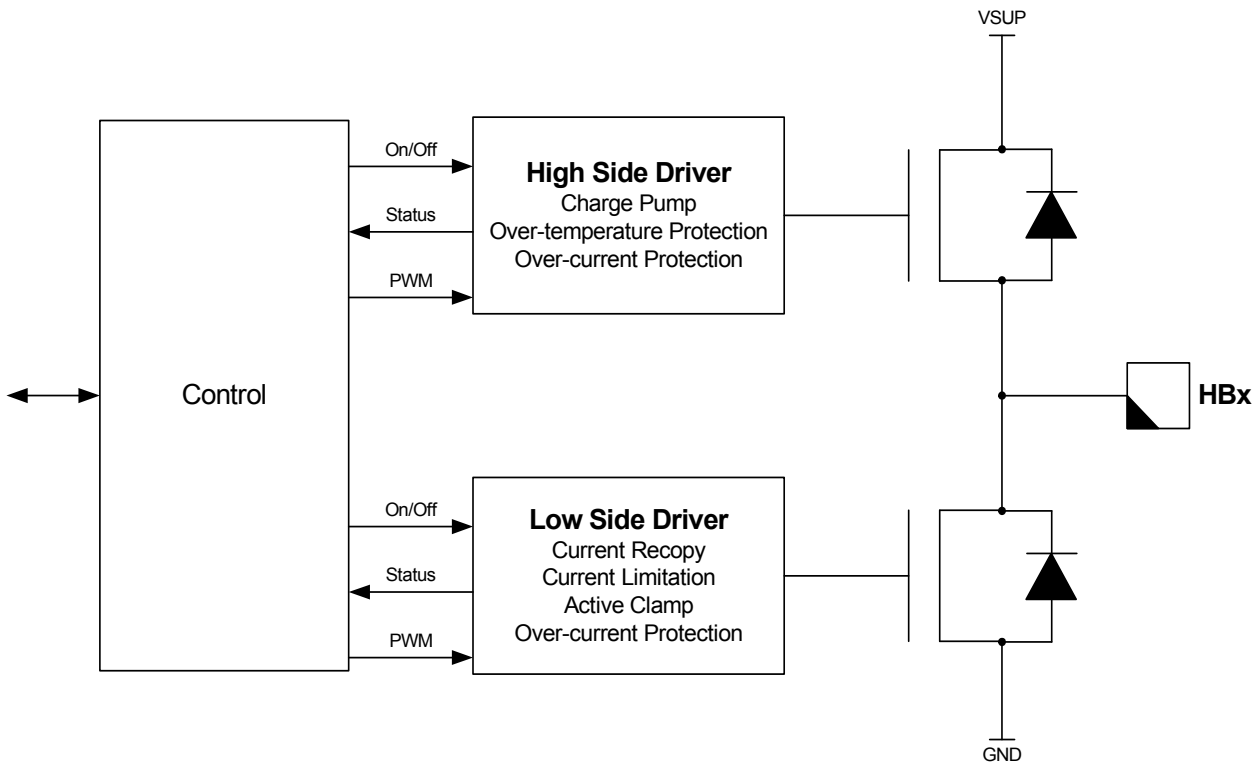 VSUP
On/Off
Status
PWM
High Side Driver
Charge Pump
Over-temperature Protection
Over-current Protection
Control
HBx
On/Off
Status
PWM
Low Side Driver
Current Recopy
Current Limitation
Active Clamp
Over-current Protection
GND